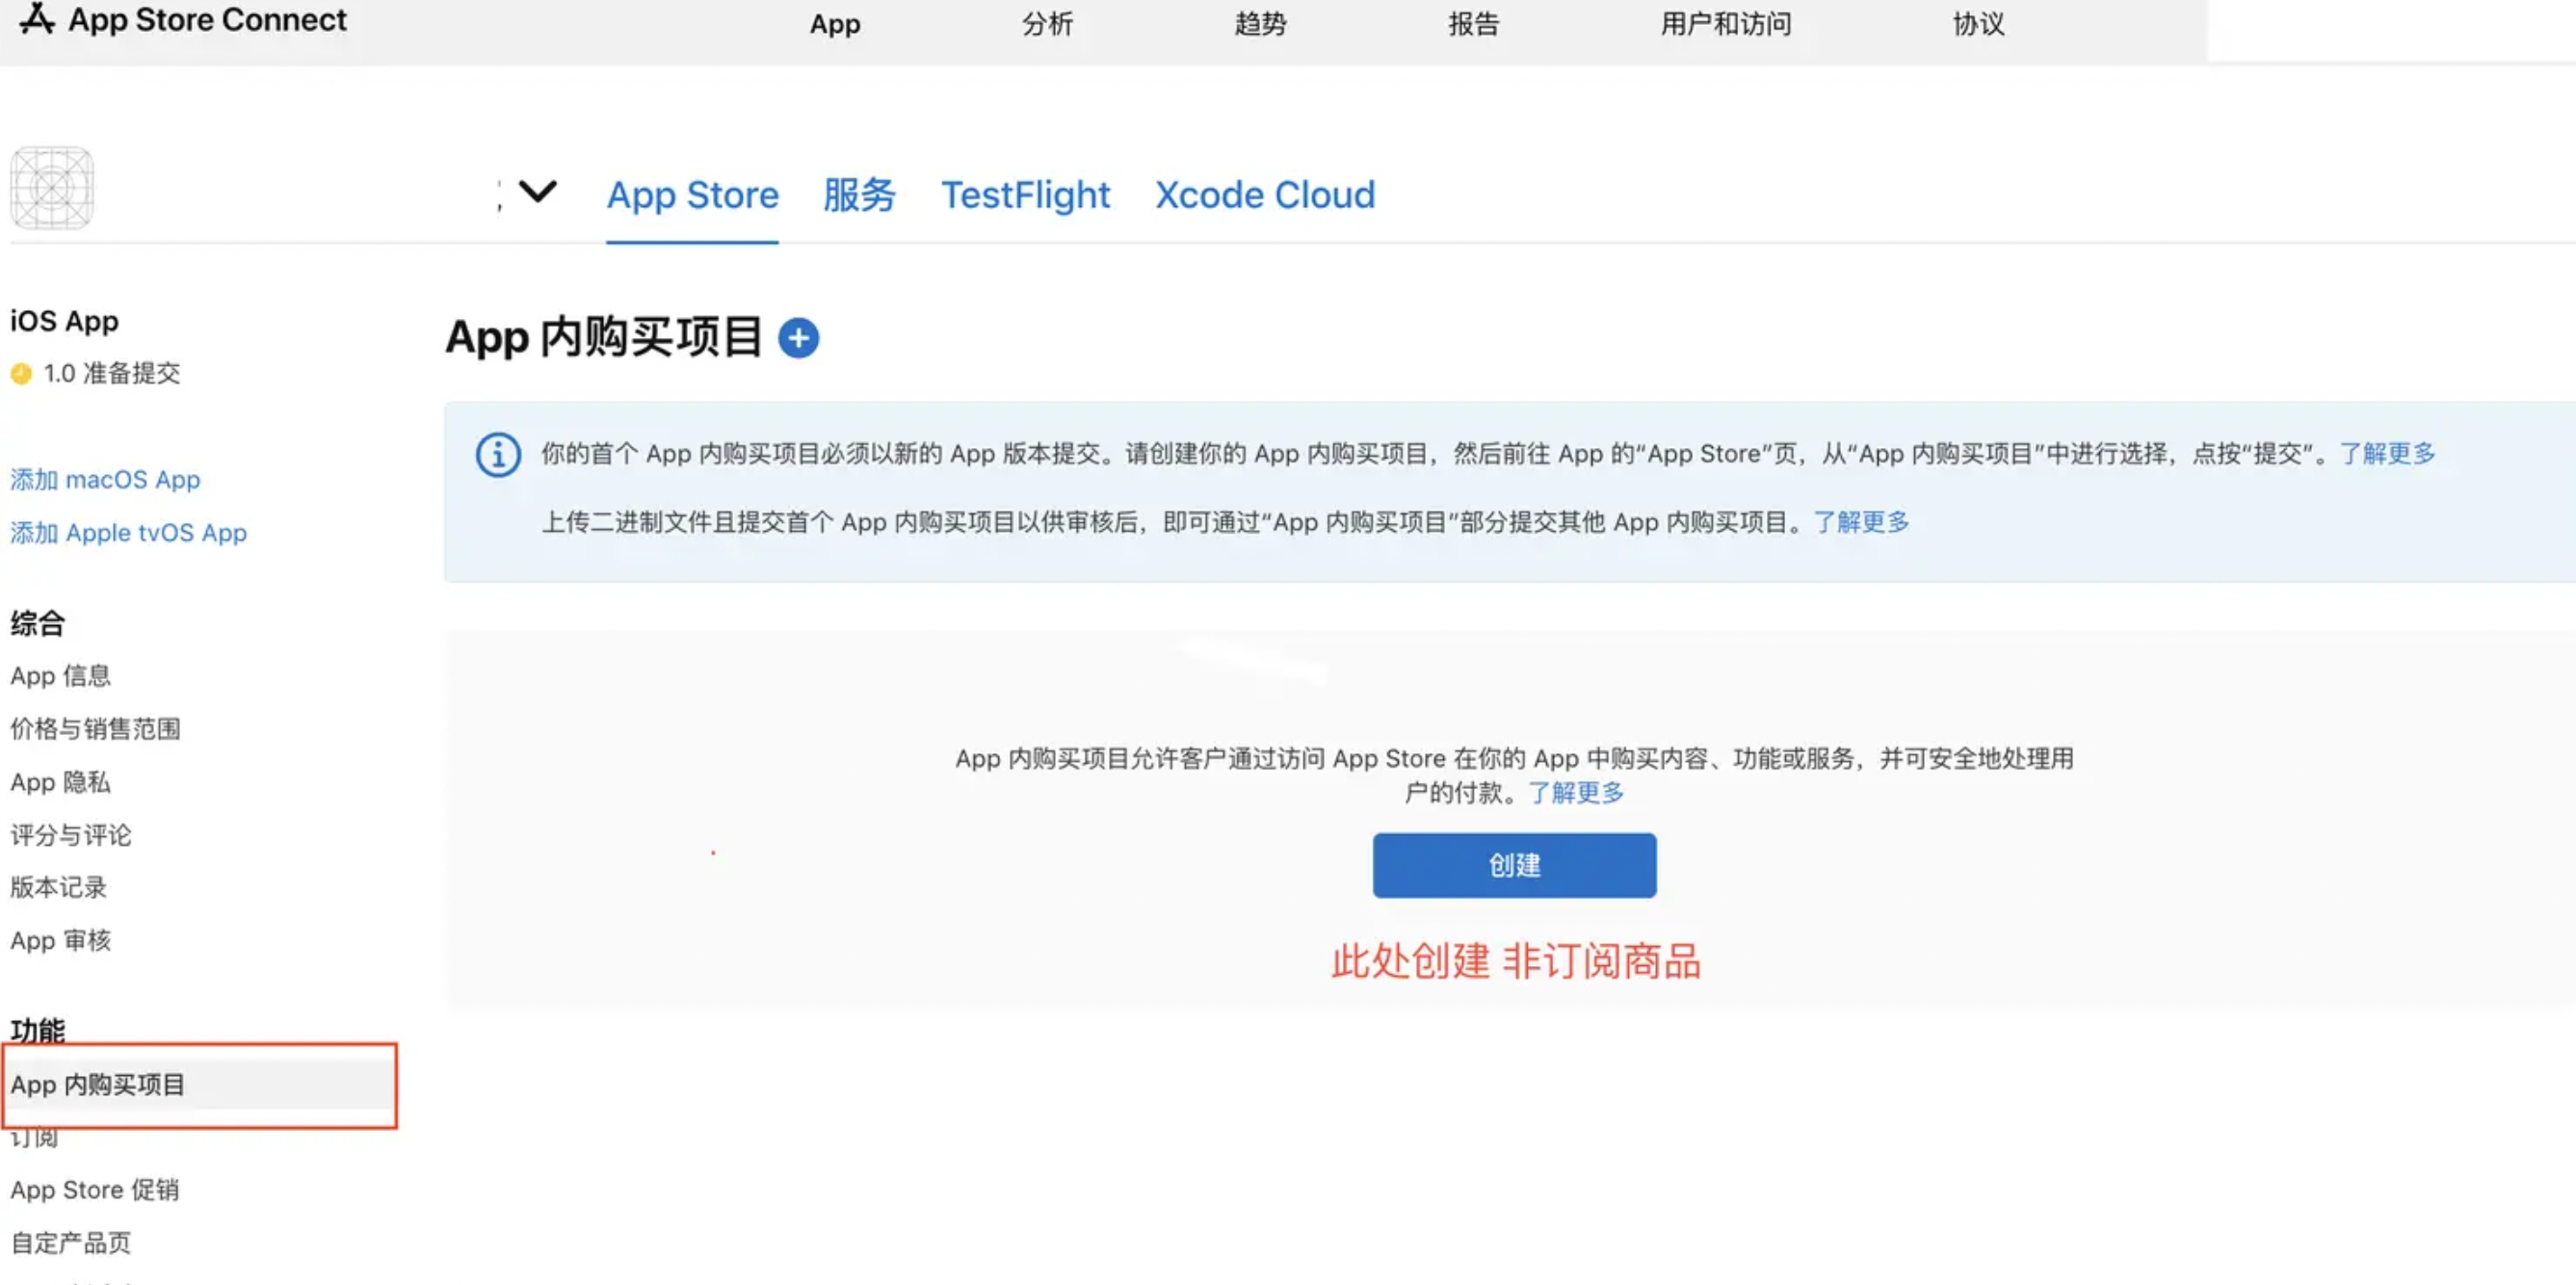 App Store Connect
App 分析 趋势 报告 用户和访问 协议
App Store 服务 TestFlight Xcode Cloud
iOS App
1.0 准备提交
添加 macOS App
添加 Apple tvOS App
综合
App 信息
价格与销售范围
App 隐私
评分与评论
版本记录
App 审核
功能
App 内购买项目
订阅
App Store 促销
自定产品页
App 内购买项目
你的首个 App 内购买项目必须以新的 App 版本提交。请创建你的 App 内购买项目，然后前往 App 的“App Store”页，从“App 内购买项目”中进行选择，点按“提交”。了解更多
上传二进制文件且提交首个 App 内购买项目以供审核后，即可通过“App 内购买项目”部分提交其他 App 内购买项目。了解更多
App 内购买项目允许客户通过访问 App Store 在你的 App 中购买内容、功能或服务，并可安全地处理用
户的付款。了解更多
创建
此处创建 非订阅商品